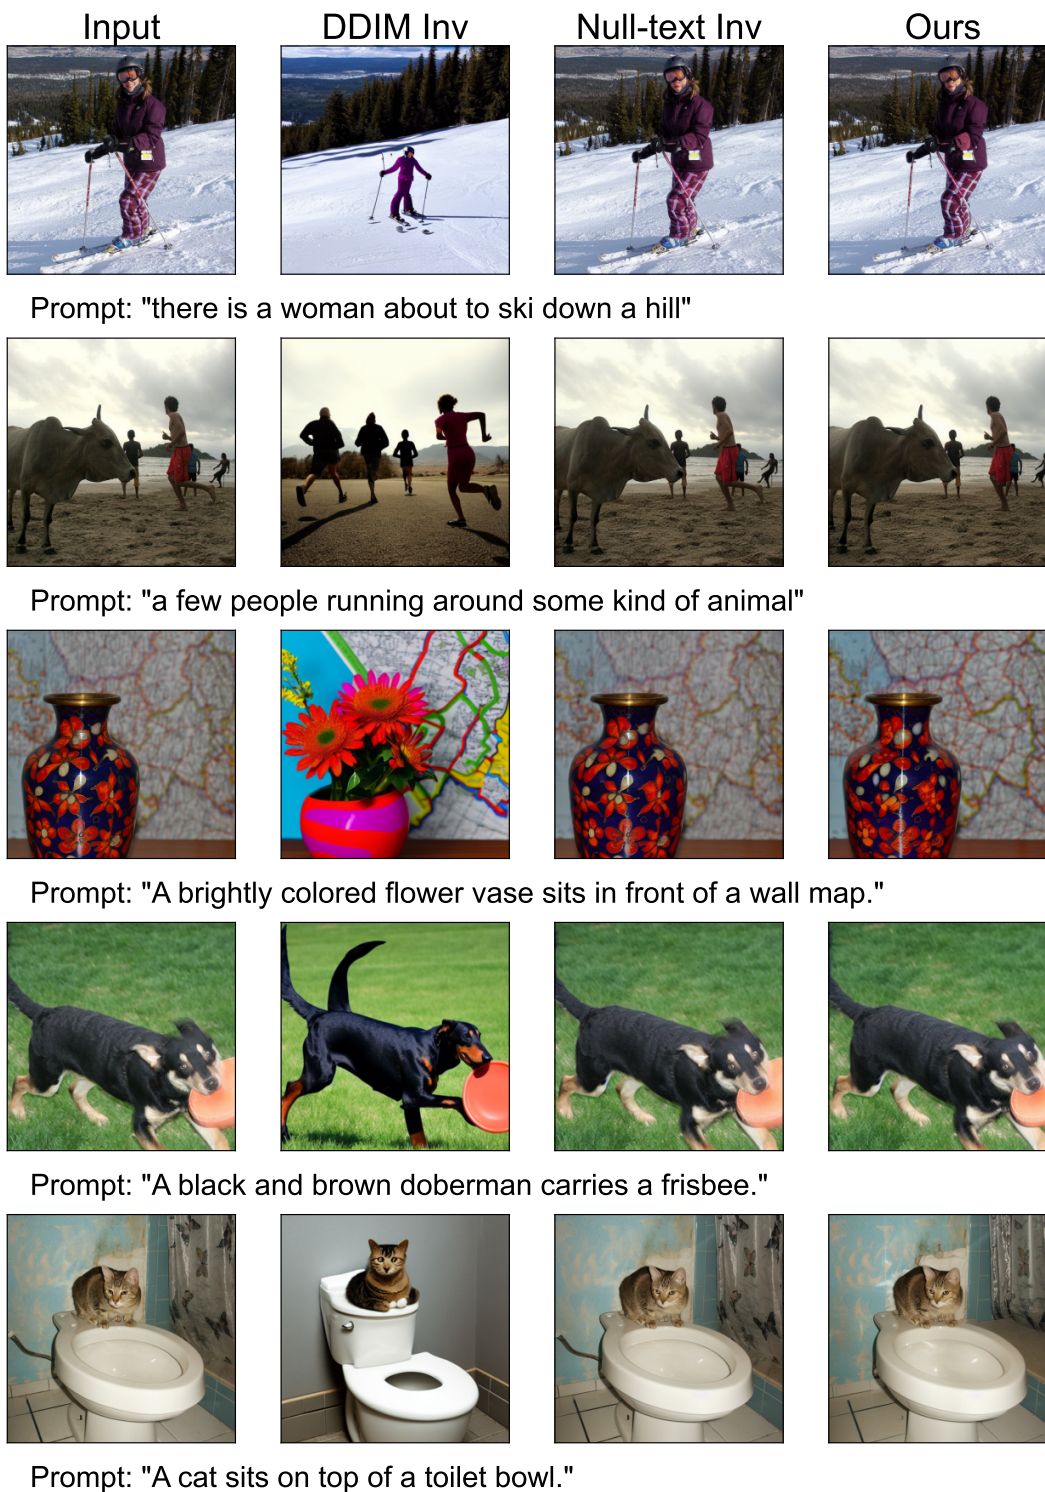 Input DDIM Inv Null-text Inv Ours
Prompt: "there is a woman about to ski down a hill"
Prompt: "a few people running around some kind of animal"
Prompt: "A brightly colored flower vase sits in front of a wall map."
Prompt: "A black and brown doberman carries a frisbee."
Prompt: "A cat sits on top of a toilet bowl."